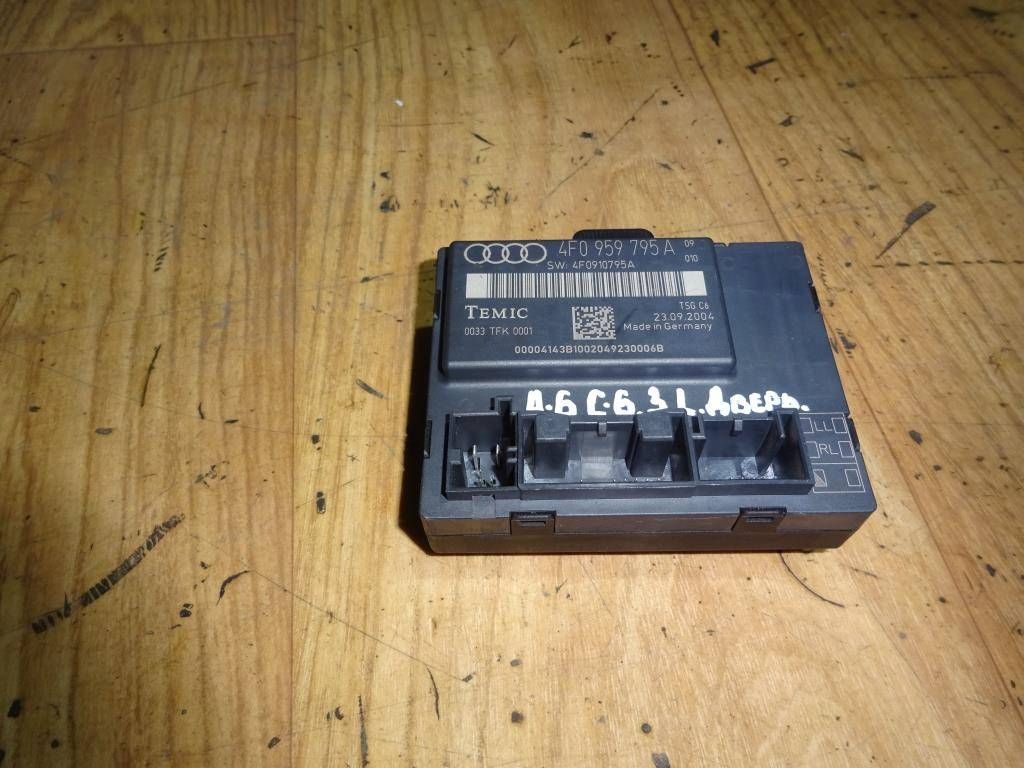 4F0 959 795 A 09
010
SW: 4F0910795A
TEMIC TSG C6
23.09.2004
0033 TFK 0001 Made in Germany
00004143B1002049230006B
А.6 С.6 З L.Дверь.
LL
RL